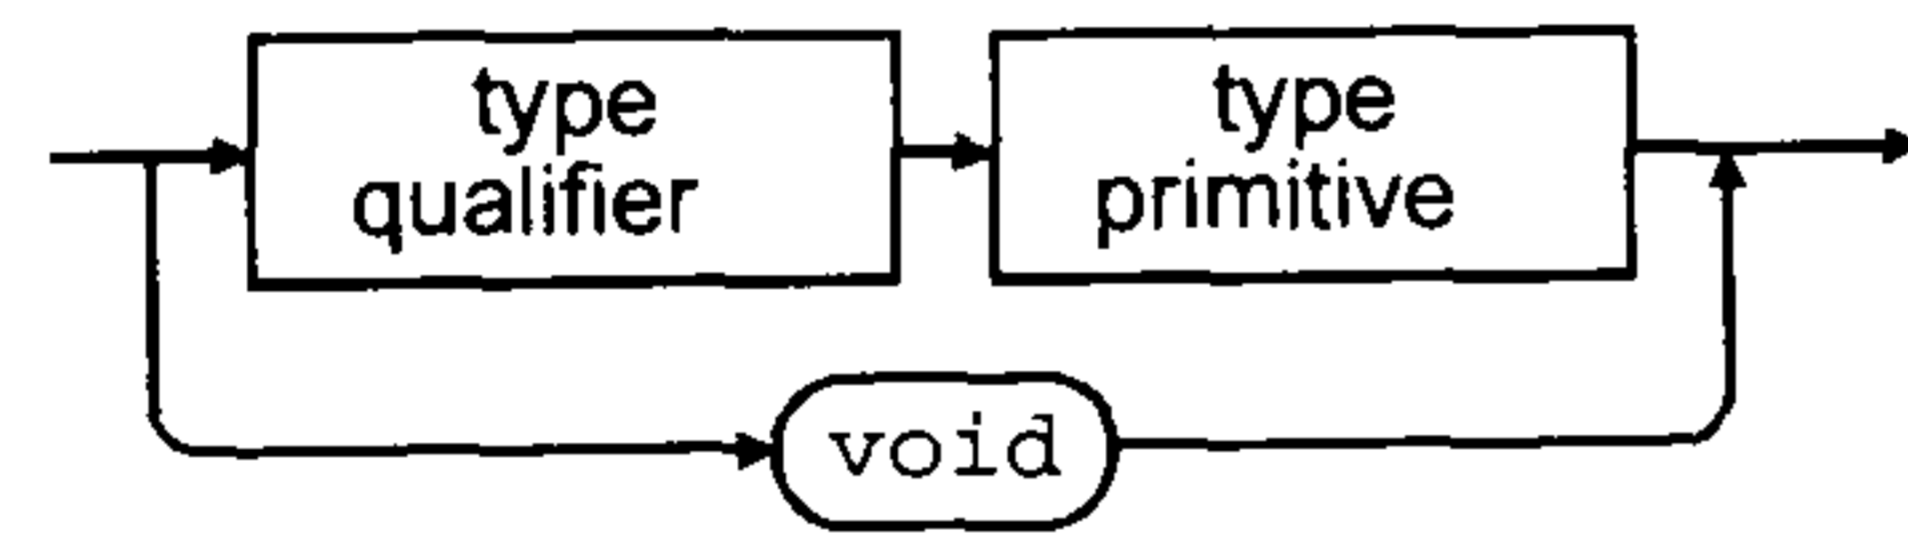 type
qualifier
type
primitive
void